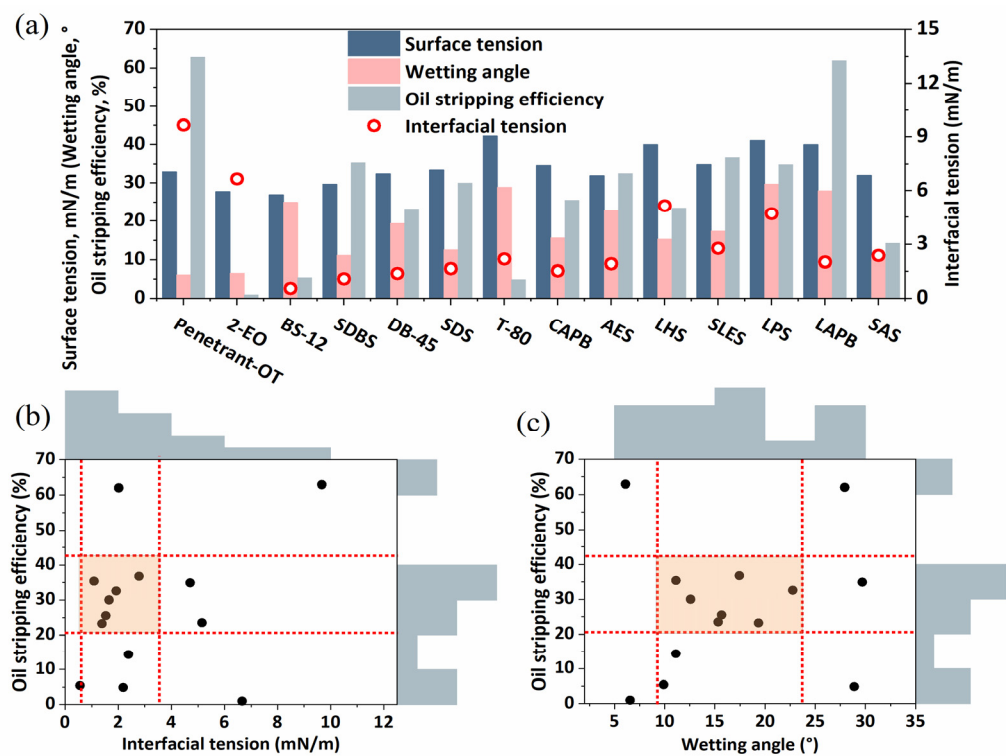 (a)
Surface tension, mN/m (Wetting angle, °
Oil stripping efficiency, %)
70
60
50
40
30
20
10
0
Surface tension
Wetting angle
Oil stripping efficiency
Interfacial tension
15
12
9
6
3
0
Interfacial tension (mN/m)
Penetrant-OT
2-EO
BS-12
SDBS
DB-45
SDS
T-80
CAPB
AES
LHS
SLES
LPS
LAPB
SAS
(b)
Oil stripping efficiency (%)
70
60
50
40
30
20
10
0
0 2 4 6 8 10 12
Interfacial tension (mN/m)
(c)
Oil stripping efficiency (%)
70
60
50
40
30
20
10
0
5 10 15 20 25 30 35
Wetting angle (°)